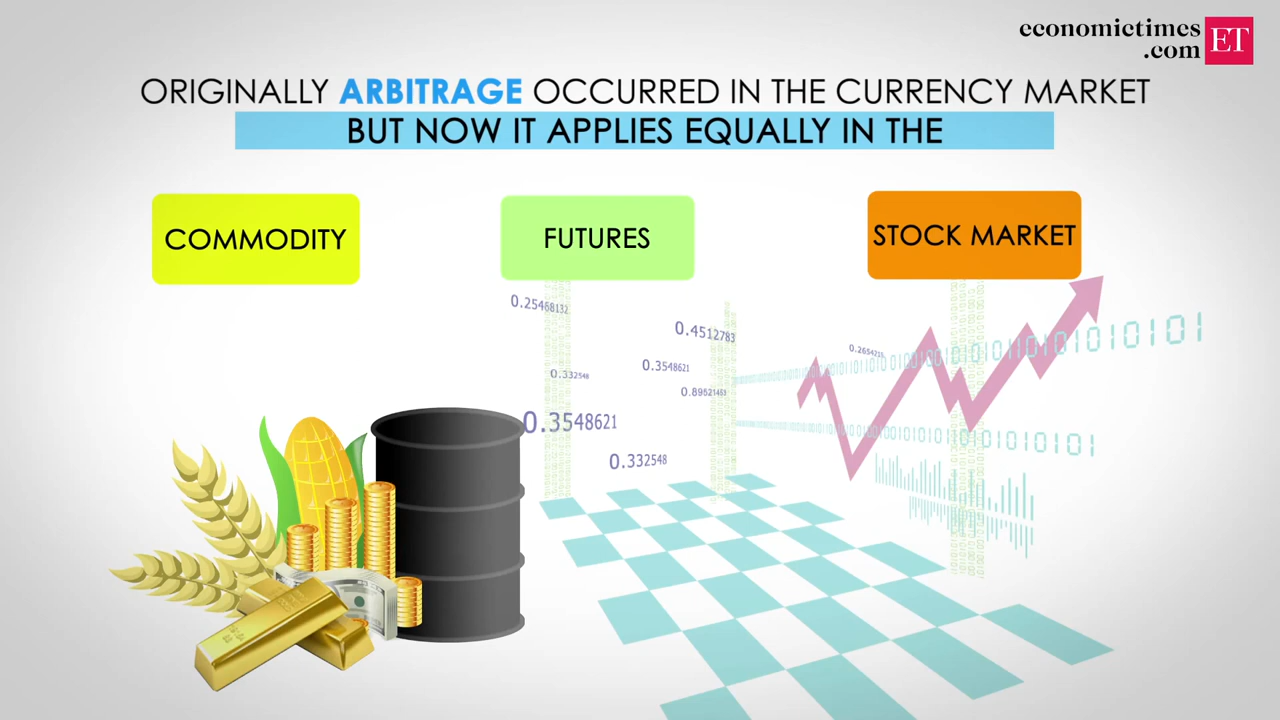 economictimes
.com
ET
ORIGINALLY ARBITRAGE OCCURRED IN THE CURRENCY MARKET
BUT NOW IT APPLIES EQUALLY IN THE
COMMODITY
FUTURES
STOCK MARKET
0.25468132
0.4512783
0.3548621
0.332548
0.89521453
0.3548621
0.332548